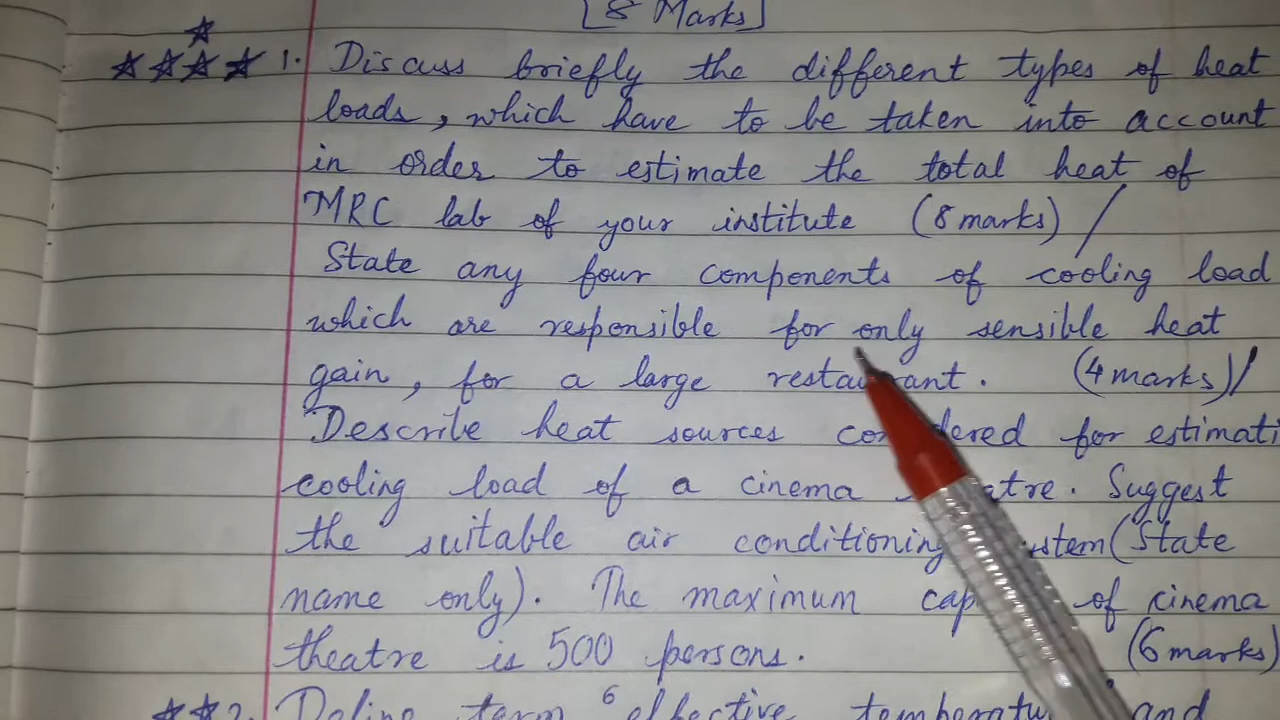 [8 Marks]
1. Discuss briefly the different types of heat
loads, which have to be taken into account
in order to estimate the total heat of
MRC lab of your institute (8 marks) /
State any four components of cooling load
which are responsible for only sensible heat
gain, for a large restaurant. (4 marks)/
Describe heat sources considered for estimati
cooling load of a cinema theatre. Suggest
the suitable air conditioning system (State
name only). The maximum cap of cinema
theatre is 500 persons. (6 marks)
2. Define term "effective temperatu and